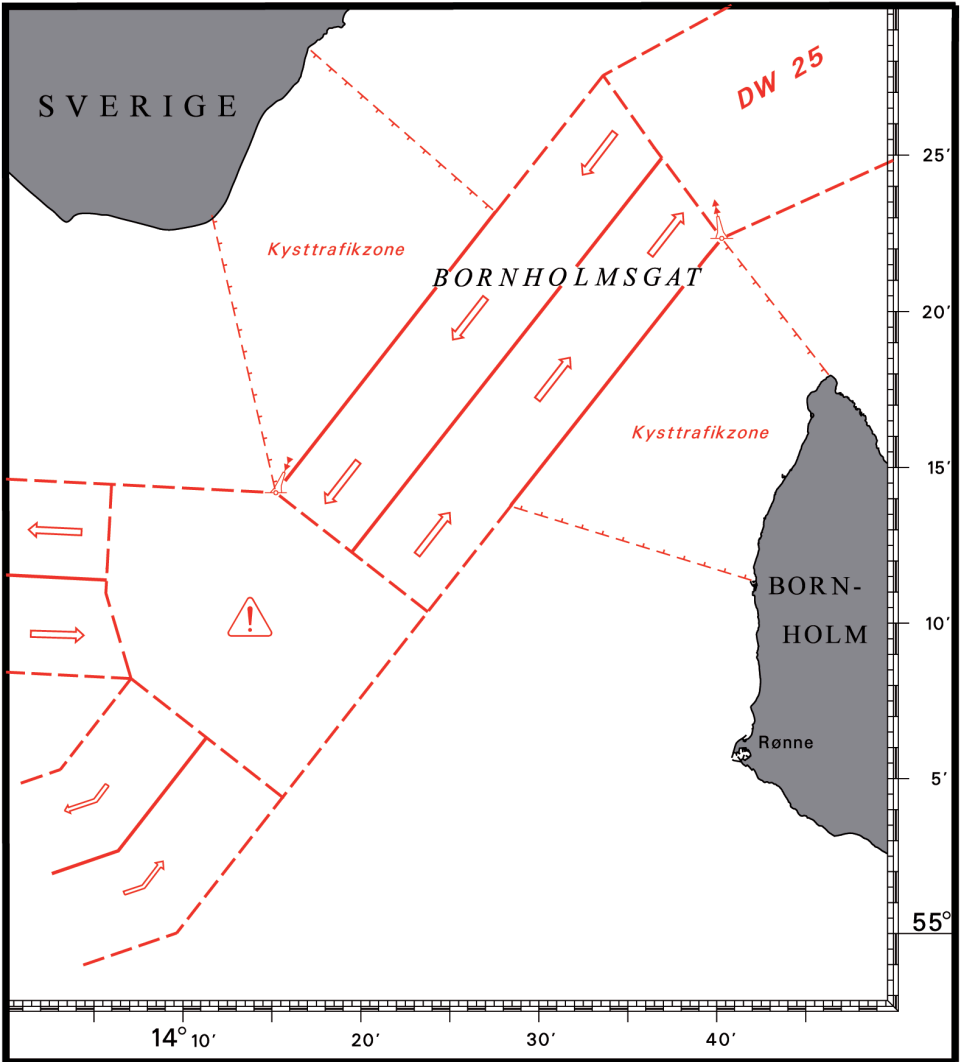 SVERIGE
DW 25
25′
Kysttrafikzone
BORNHOLMSGAT
20′
Kysttrafikzone
15′
!
BORN-
HOLM
10′
Rønne
5′
55°
14° 10′ 20′ 30′ 40′